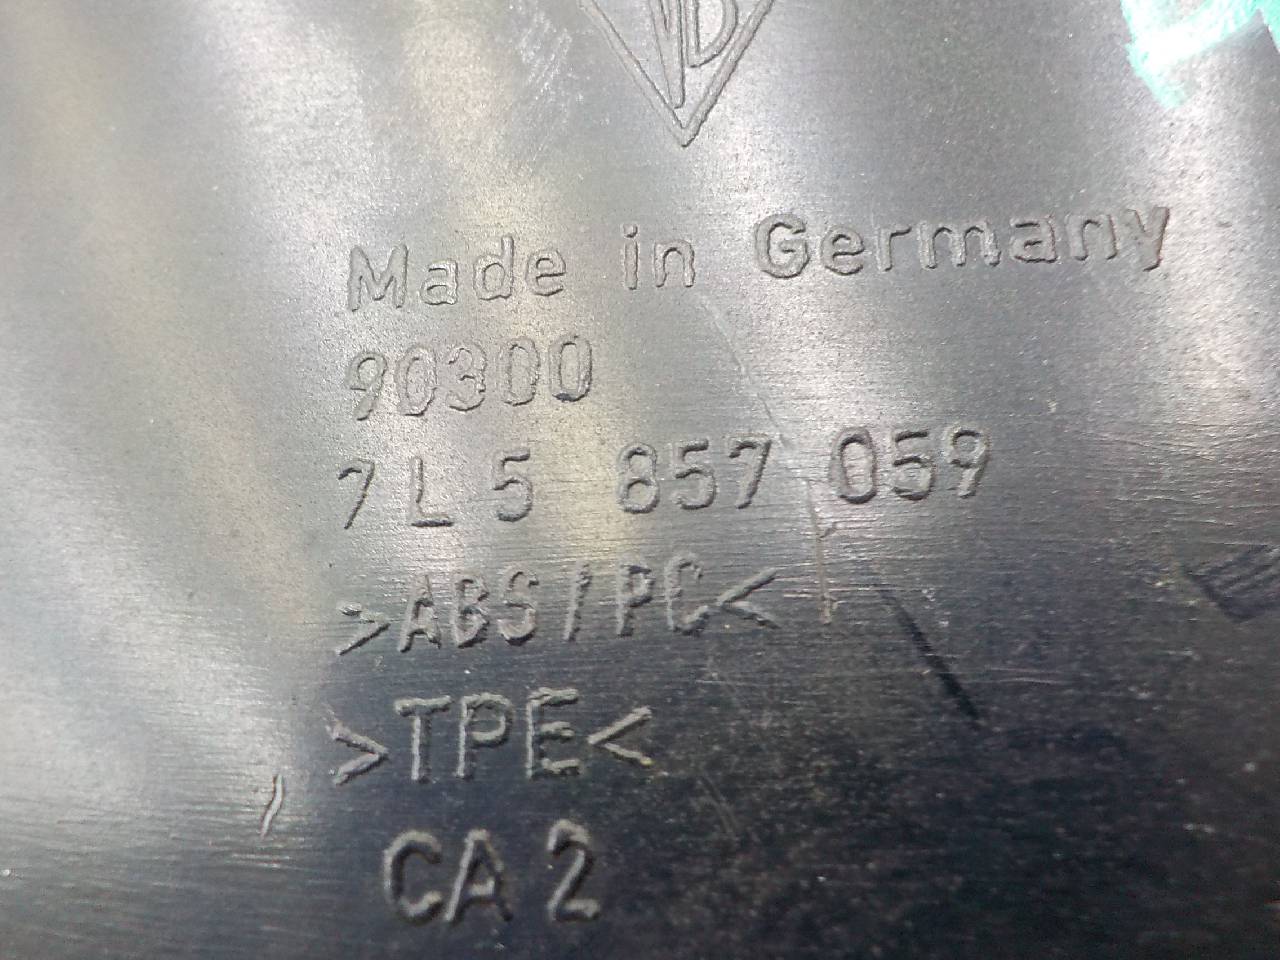 Made in Germany
90300
7L5 857 059
>ABS/PC<
>TPE<
CA2